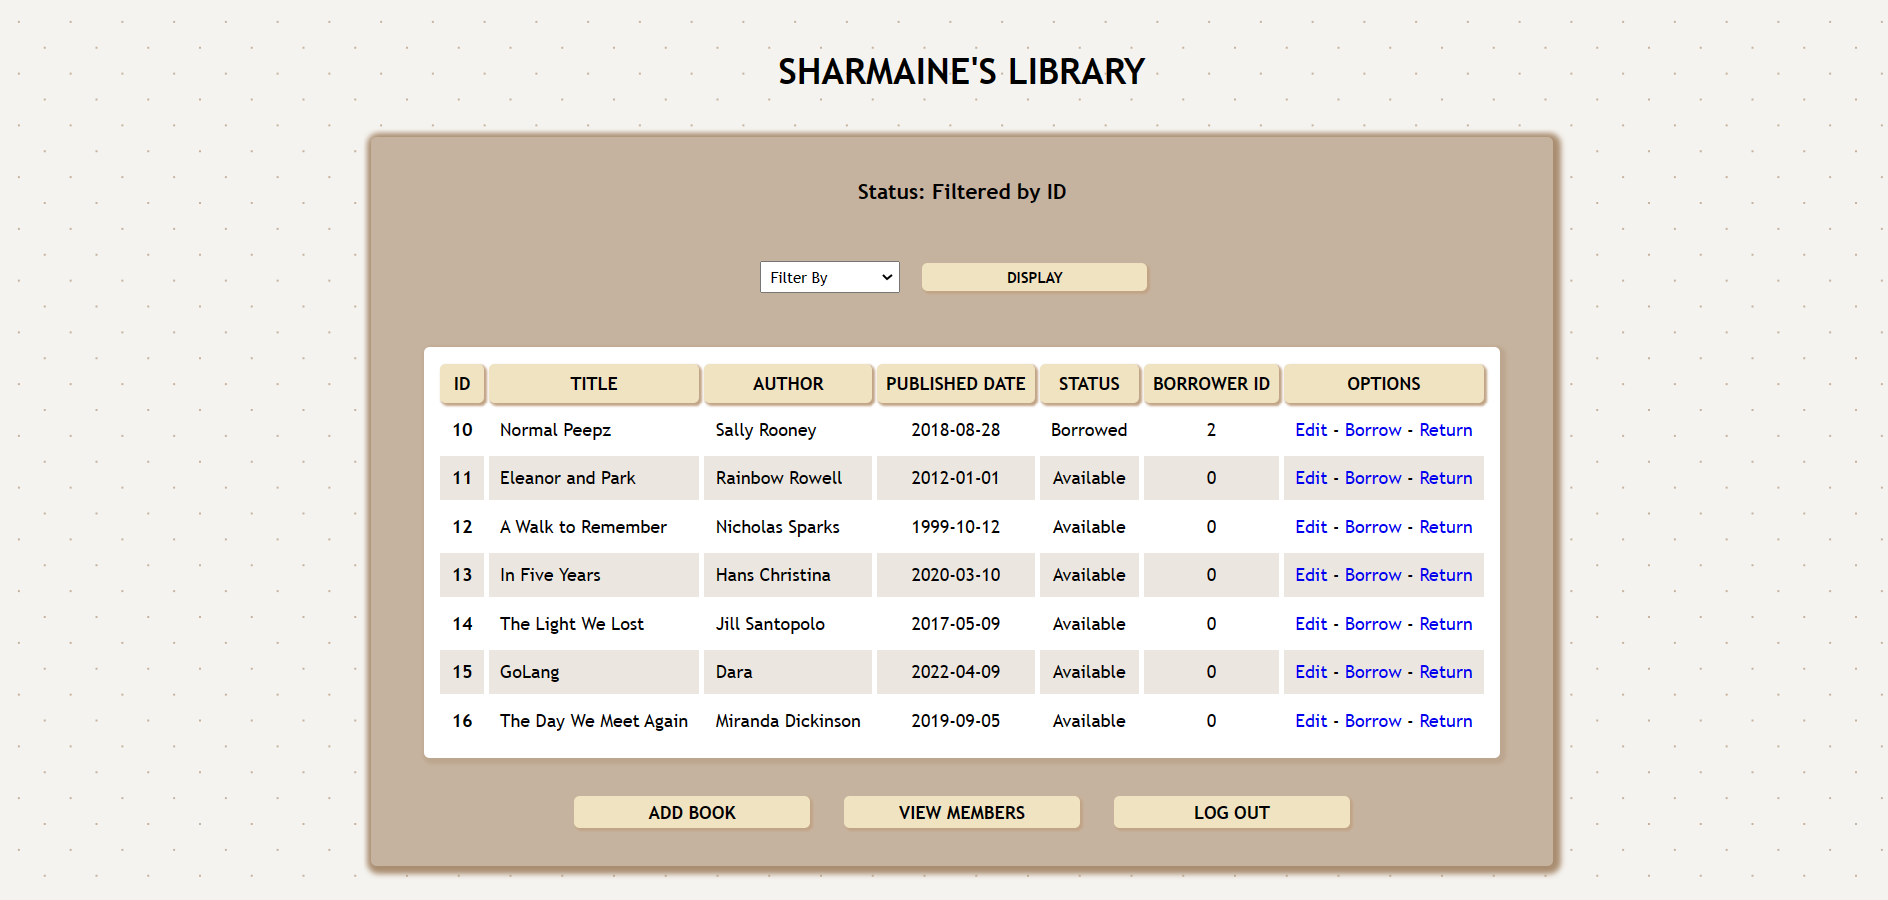 SHARMAINE'S LIBRARY
Status: Filtered by ID
Filter By DISPLAY
ID TITLE AUTHOR PUBLISHED DATE STATUS BORROWER ID OPTIONS
10 Normal Peepz Sally Rooney 2018-08-28 Borrowed 2 Edit - Borrow - Return
11 Eleanor and Park Rainbow Rowell 2012-01-01 Available 0 Edit - Borrow - Return
12 A Walk to Remember Nicholas Sparks 1999-10-12 Available 0 Edit - Borrow - Return
13 In Five Years Hans Christina 2020-03-10 Available 0 Edit - Borrow - Return
14 The Light We Lost Jill Santopolo 2017-05-09 Available 0 Edit - Borrow - Return
15 GoLang Dara 2022-04-09 Available 0 Edit - Borrow - Return
16 The Day We Meet Again Miranda Dickinson 2019-09-05 Available 0 Edit - Borrow - Return
ADD BOOK VIEW MEMBERS LOG OUT